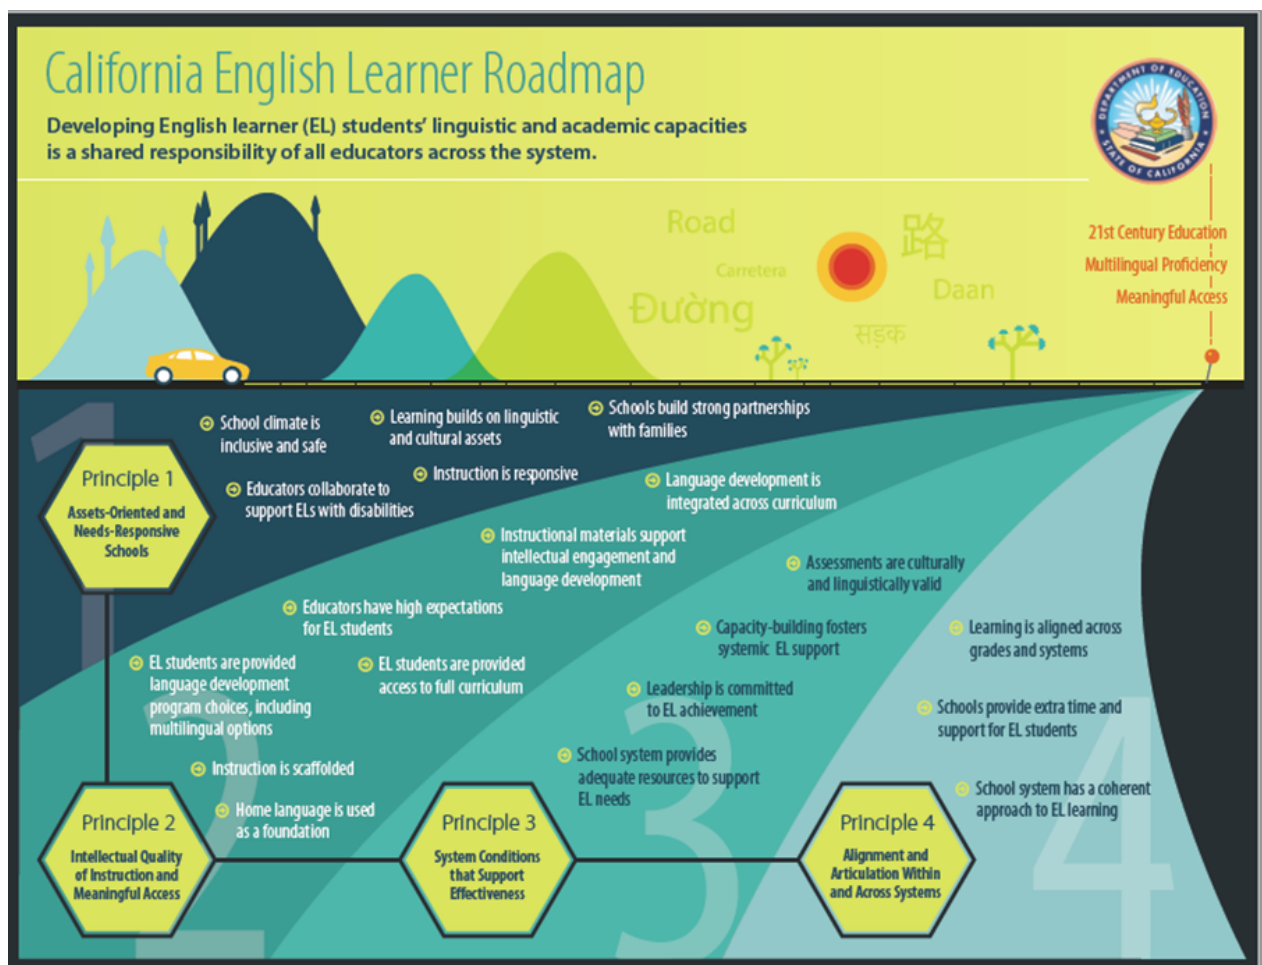 California English Learner Roadmap
Developing English learner (EL) students' linguistic and academic capacities
is a shared responsibility of all educators across the system.
DEPARTMENT OF EDUCATION
STATE OF CALIFORNIA
Road
路
Carretera
Daan
Đường
सड़क
21st Century Education
Multilingual Proficiency
Meaningful Access
1
Principle 1
Assets-Oriented and
Needs-Responsive
Schools
School climate is
inclusive and safe
Learning builds on linguistic
and cultural assets
Schools build strong partnerships
with families
Educators collaborate to
support ELs with disabilities
Instruction is responsive
Language development is
integrated across curriculum
Instructional materials support
intellectual engagement and
language development
Educators have high expectations
for EL students
EL students are provided
language development
program choices, including
multilingual options
EL students are provided
access to full curriculum
Instruction is scaffolded
Home language is used
as a foundation
2
Principle 2
Intellectual Quality
of Instruction and
Meaningful Access
Assessments are culturally
and linguistically valid
Capacity-building fosters
systemic EL support
Leadership is committed
to EL achievement
School system provides
adequate resources to support
EL needs
3
Principle 3
System Conditions
that Support
Effectiveness
Learning is aligned across
grades and systems
Schools provide extra time and
support for EL students
School system has a coherent
approach to EL learning
4
Principle 4
Alignment and
Articulation Within
and Across Systems